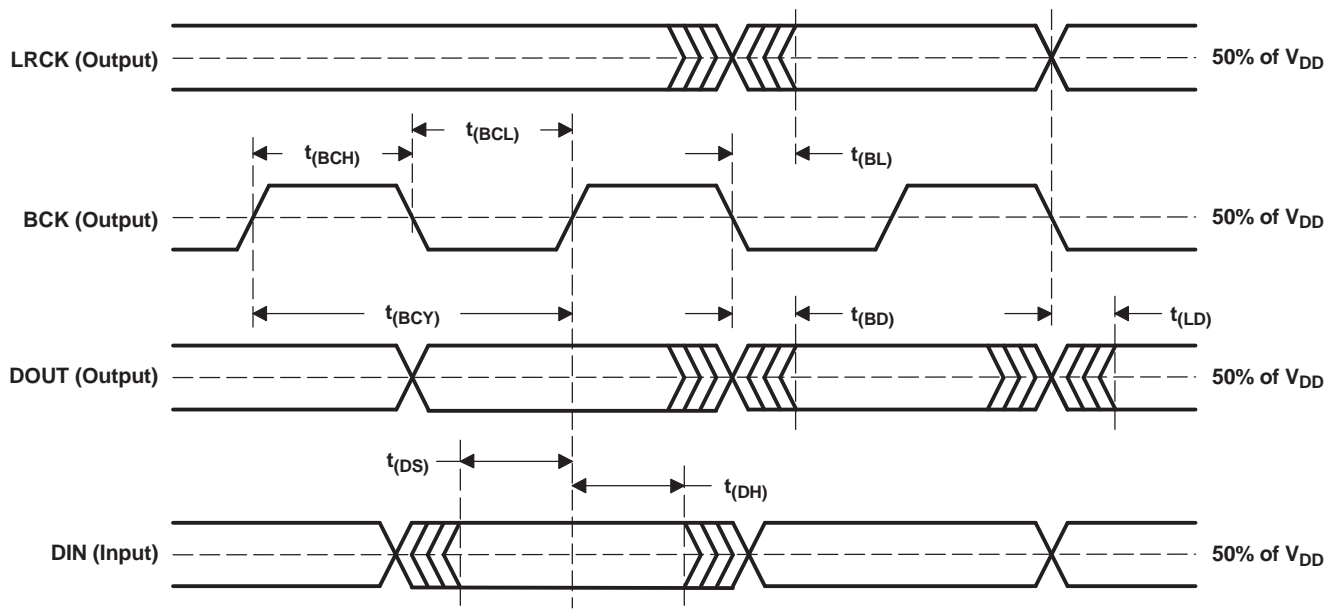 LRCK (Output)
50% of VDD
t(BCL)
t(BCH)
t(BL)
BCK (Output)
50% of VDD
t(BCY)
t(BD)
t(LD)
DOUT (Output)
50% of VDD
t(DS)
t(DH)
DIN (Input)
50% of VDD